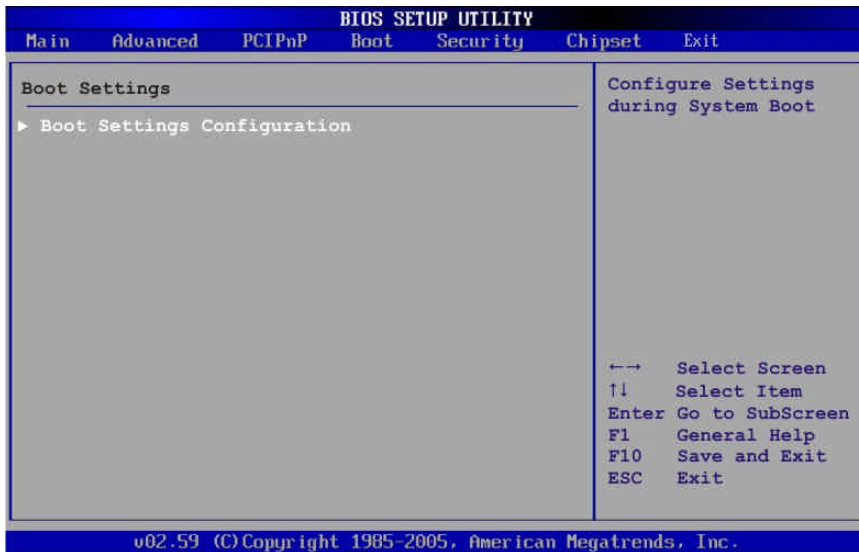 BIOS SETUP UTILITY
Main Advanced PCIPnP Boot Security Chipset Exit
Boot Settings
▶ Boot Settings Configuration
Configure Settings
during System Boot
←→ Select Screen
↑↓ Select Item
Enter Go to SubScreen
F1 General Help
F10 Save and Exit
ESC Exit
v02.59 (C)Copyright 1985-2005, American Megatrends, Inc.